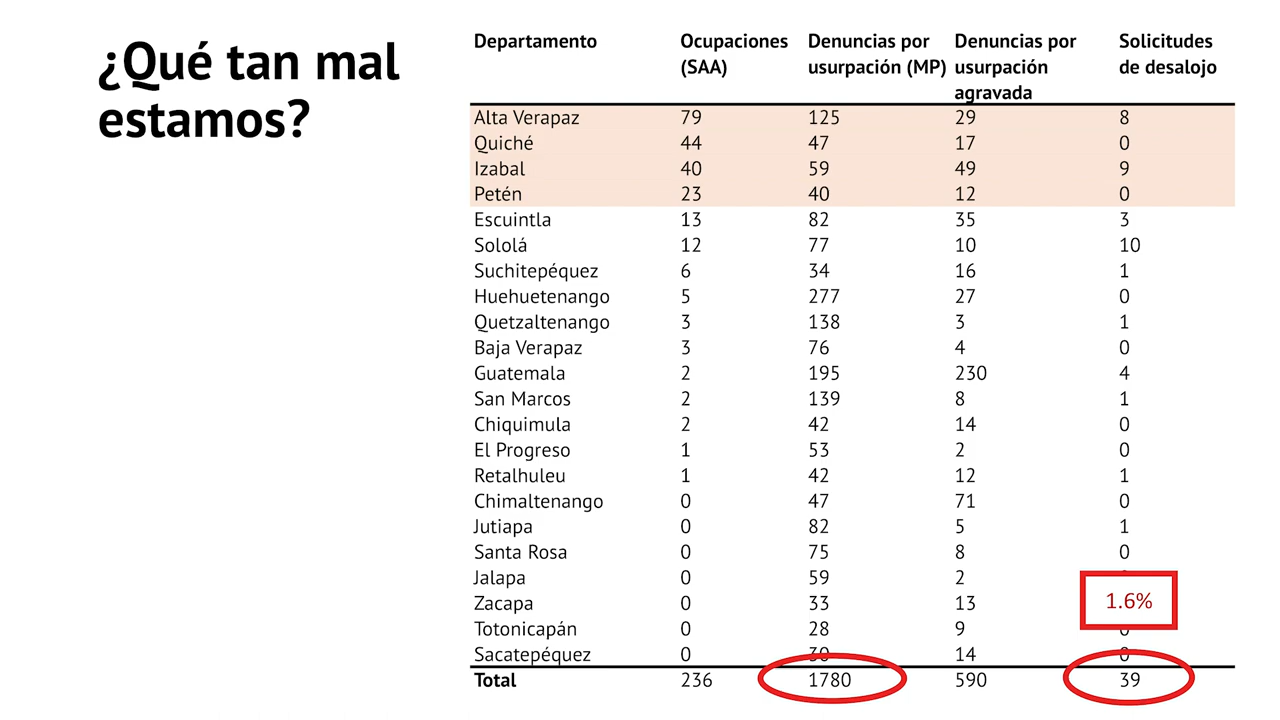 ¿Qué tan mal
estamos?
Departamento Ocupaciones (SAA) Denuncias por usurpación (MP) Denuncias por usurpación agravada Solicitudes de desalojo
Alta Verapaz 79 125 29 8
Quiché 44 47 17 0
Izabal 40 59 49 9
Petén 23 40 12 0
Escuintla 13 82 35 3
Sololá 12 77 10 10
Suchitepéquez 6 34 16 1
Huehuetenango 5 277 27 0
Quetzaltenango 3 138 3 1
Baja Verapaz 3 76 4 0
Guatemala 2 195 230 4
San Marcos 2 139 8 1
Chiquimula 2 42 14 0
El Progreso 1 53 2 0
Retalhuleu 1 42 12 1
Chimaltenango 0 47 71 0
Jutiapa 0 82 5 1
Santa Rosa 0 75 8 0
Jalapa 0 59 2
Zacapa 0 33 13 1.6%
Totonicapán 0 28 9 0
Sacatepéquez 0 30 14 0
Total 236 1780 590 39